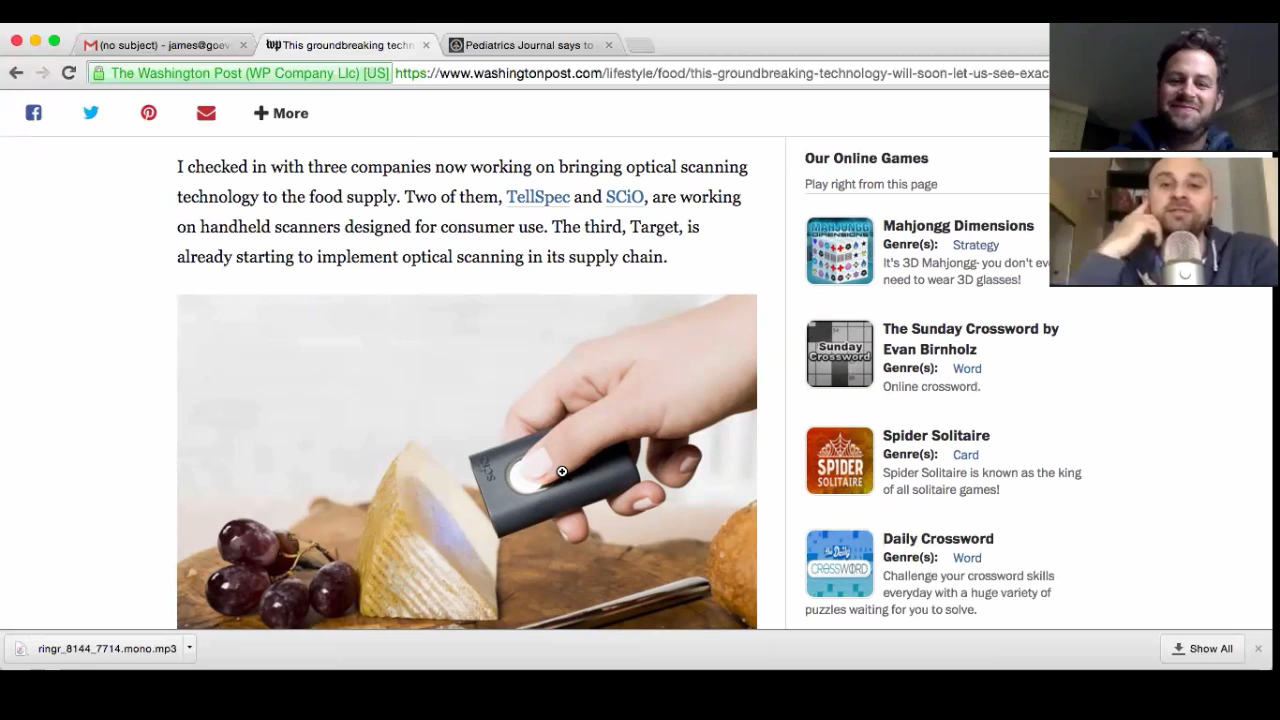 (no subject) - james@goev
This groundbreaking techn
Pediatrics Journal says to
The Washington Post (WP Company Llc) [US]
https://www.washingtonpost.com/lifestyle/food/this-groundbreaking-technology-will-soon-let-us-see-exac
More
I checked in with three companies now working on bringing optical scanning
technology to the food supply. Two of them, TellSpec and SCiO, are working
on handheld scanners designed for consumer use. The third, Target, is
already starting to implement optical scanning in its supply chain.
SCiO
Our Online Games
Play right from this page
MAHJONGG
DIMENSIONS
Mahjongg Dimensions
Genre(s): Strategy
It's 3D Mahjongg- you don't ev
need to wear 3D glasses!
Sunday
Crossword
The Sunday Crossword by
Evan Birnholz
Genre(s): Word
Online crossword.
SPIDER
SOLITAIRE
Spider Solitaire
Genre(s): Card
Spider Solitaire is known as the king
of all solitaire games!
the Daily
CROSSWORD
Daily Crossword
Genre(s): Word
Challenge your crossword skills
everyday with a huge variety of
puzzles waiting for you to solve.
ringr_8144_7714.mono.mp3
Show All